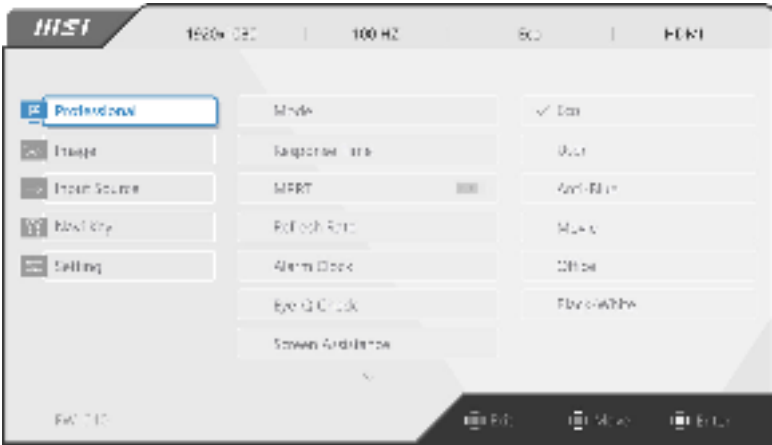 msi
100 HZ
Eco
HDMI
Professional
Image
Input Source
Navi Key
Setting
Mode
Response Time
MPRT
Refresh Rate
Alarm Clock
Eye-Q Check
Screen Assistance
Eco
User
Anti-Blue
Movie
Office
Black-White
Exit
Move
Enter